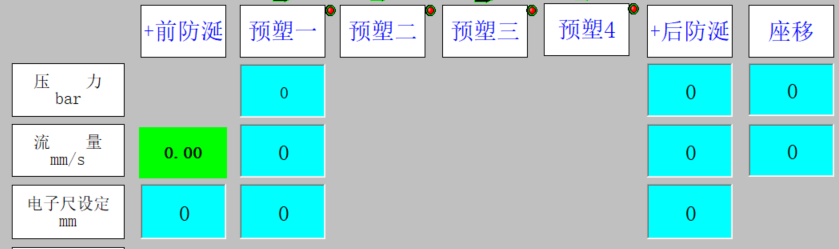 +前防涎 预塑一 预塑二 预塑三 预塑4 +后防涎 座移
压 力
bar
0 0 0
流 量
mm/s
0.00 0 0 0
电子尺设定
mm
0 0 0